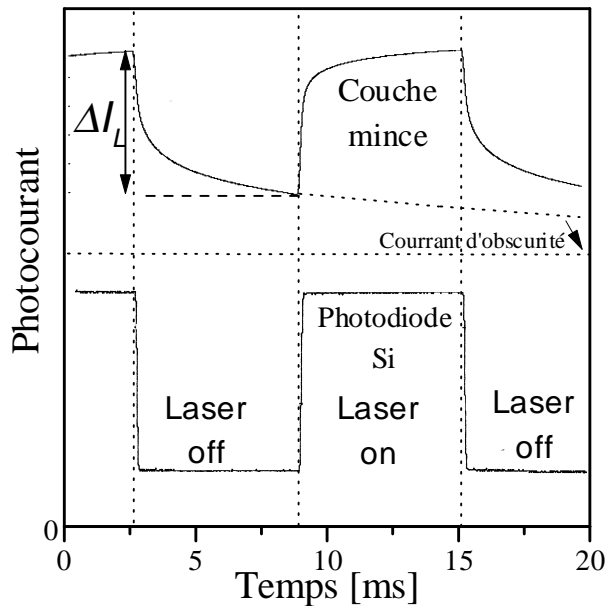 Photocourant
ΔI_L
Couche
mince
Courrant d'obscurité
Photodiode
Si
Laser
off
Laser
on
Laser
off
0
0
5
10
15
20
Temps [ms]